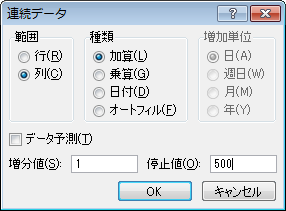 連続データ
範囲
行(R)
列(C)
種類
加算(L)
乗算(G)
日付(D)
オートフィル(F)
増加単位
日(A)
週日(W)
月(M)
年(Y)
データ予測(T)
増分値(S): 1 停止値(O): 500
OK キャンセル